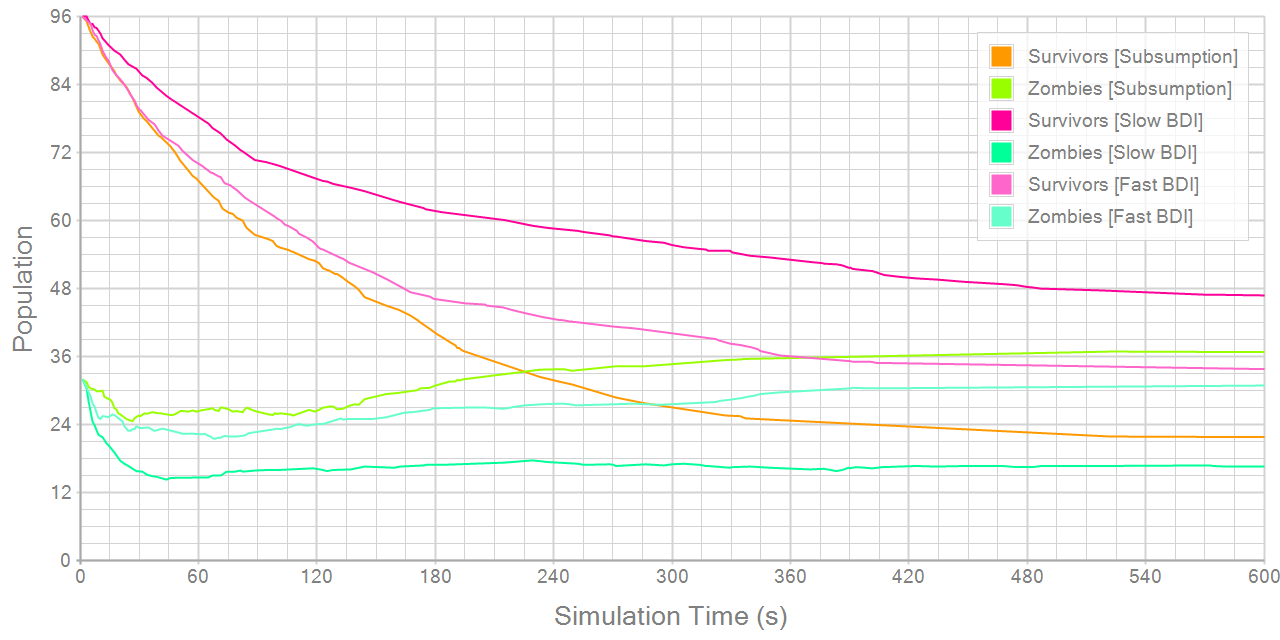 96
84
72
60
48
36
24
12
0
Population
0 60 120 180 240 300 360 420 480 540 600
Simulation Time (s)
Survivors [Subsumption]
Zombies [Subsumption]
Survivors [Slow BDI]
Zombies [Slow BDI]
Survivors [Fast BDI]
Zombies [Fast BDI]